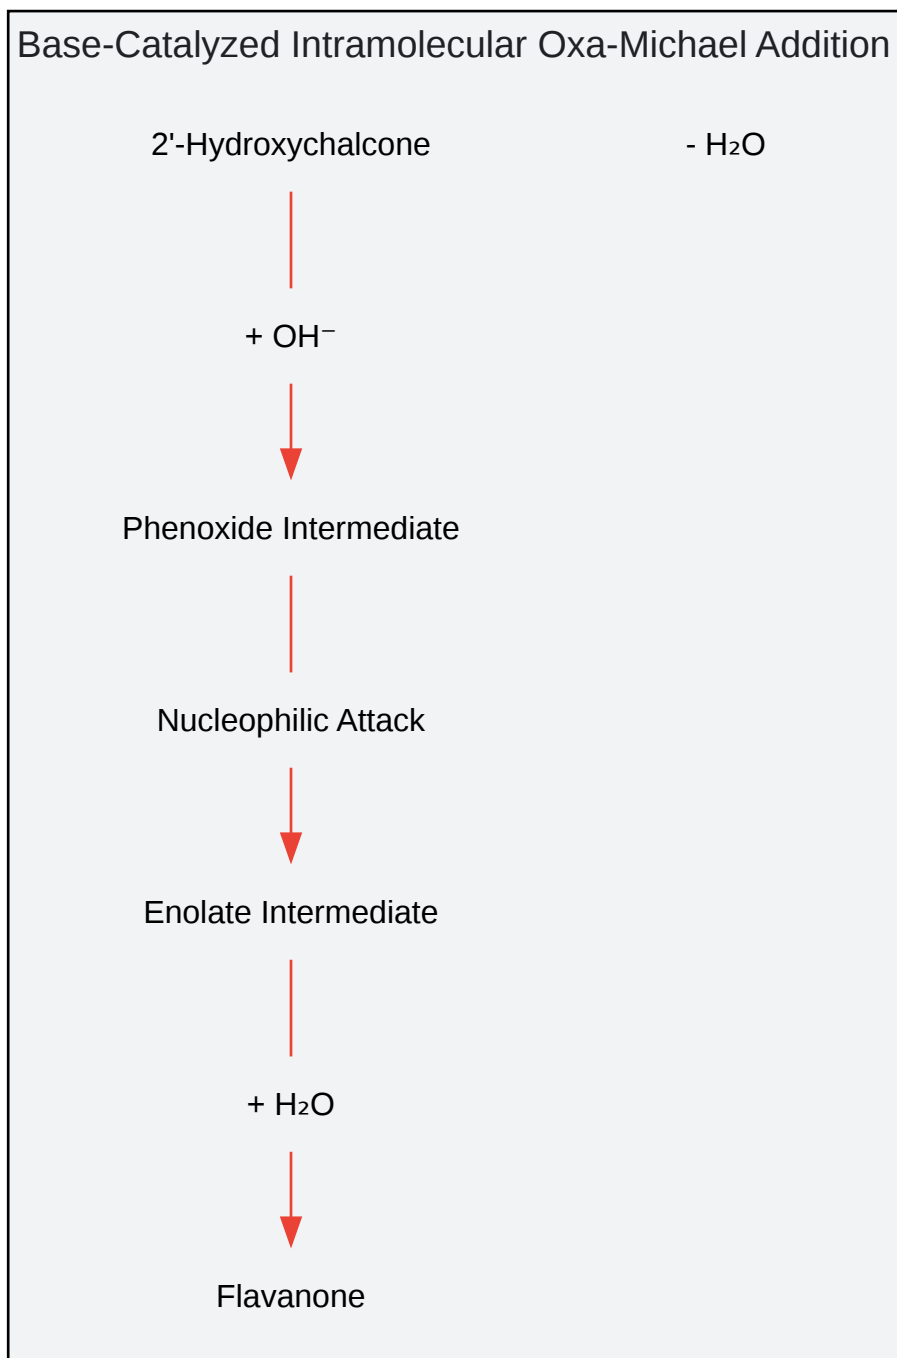 Base-Catalyzed Intramolecular Oxa-Michael Addition
2'-Hydroxychalcone
- H₂O
+ OH⁻
Phenoxide Intermediate
Nucleophilic Attack
Enolate Intermediate
+ H₂O
Flavanone